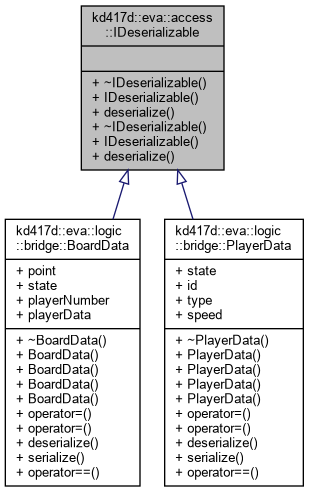 kd417d::eva::access
::IDeserializable
+ ~IDeserializable()
+ IDeserializable()
+ deserialize()
+ ~IDeserializable()
+ IDeserializable()
+ deserialize()
kd417d::eva::logic
::bridge::BoardData
+ point
+ state
+ playerNumber
+ playerData
+ ~BoardData()
+ BoardData()
+ BoardData()
+ BoardData()
+ BoardData()
+ operator=()
+ operator=()
+ deserialize()
+ serialize()
+ operator==()
kd417d::eva::logic
::bridge::PlayerData
+ state
+ id
+ type
+ speed
+ ~PlayerData()
+ PlayerData()
+ PlayerData()
+ PlayerData()
+ PlayerData()
+ operator=()
+ operator=()
+ deserialize()
+ serialize()
+ operator==()